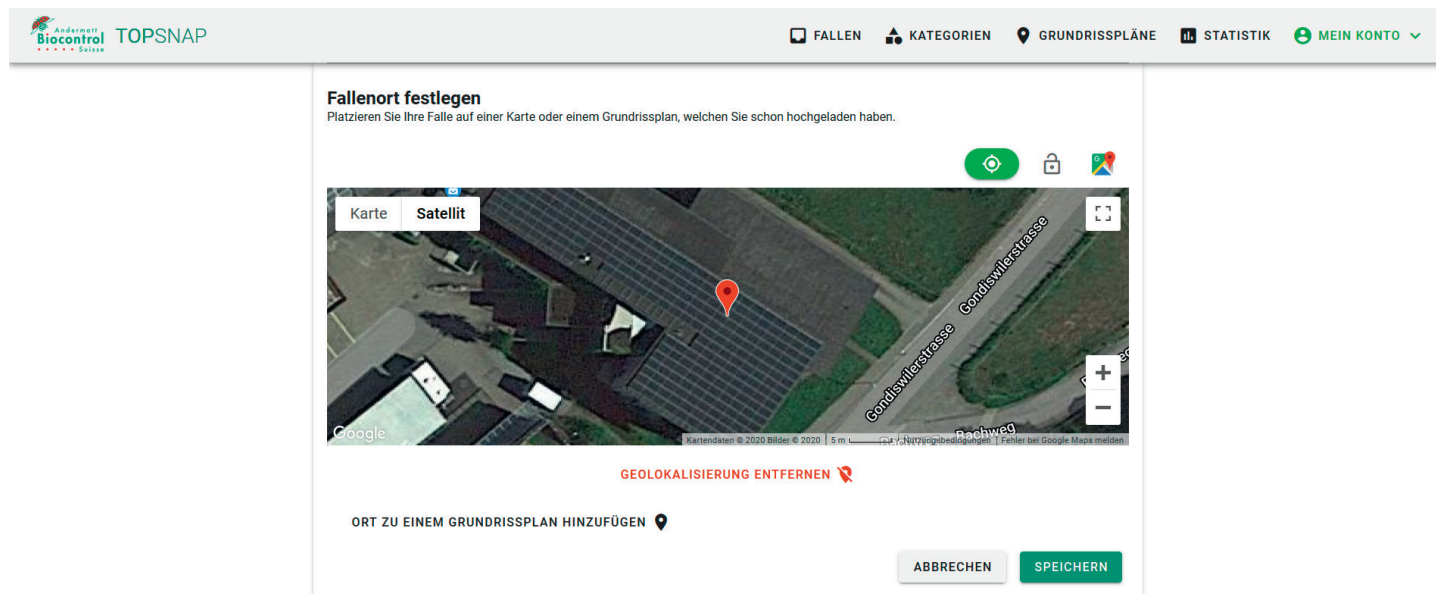 Andermatt
Biocontrol
Suisse
TOPSNAP
FALLEN
KATEGORIEN
GRUNDRISSPLÄNE
STATISTIK
MEIN KONTO
Fallenort festlegen
Platzieren Sie Ihre Falle auf einer Karte oder einem Grundrissplan, welchen Sie schon hochgeladen haben.
G
Karte
Satellit
Gondiswilerstrasse
Gondiswilerstrasse
Bachweg
Google
Kartendaten © 2020 Bilder © 2020
5 m
Nutzungsbedingungen
Fehler bei Google Maps melden
GEOLOKALISIERUNG ENTFERNEN
ORT ZU EINEM GRUNDRISSPLAN HINZUFÜGEN
ABBRECHEN
SPEICHERN